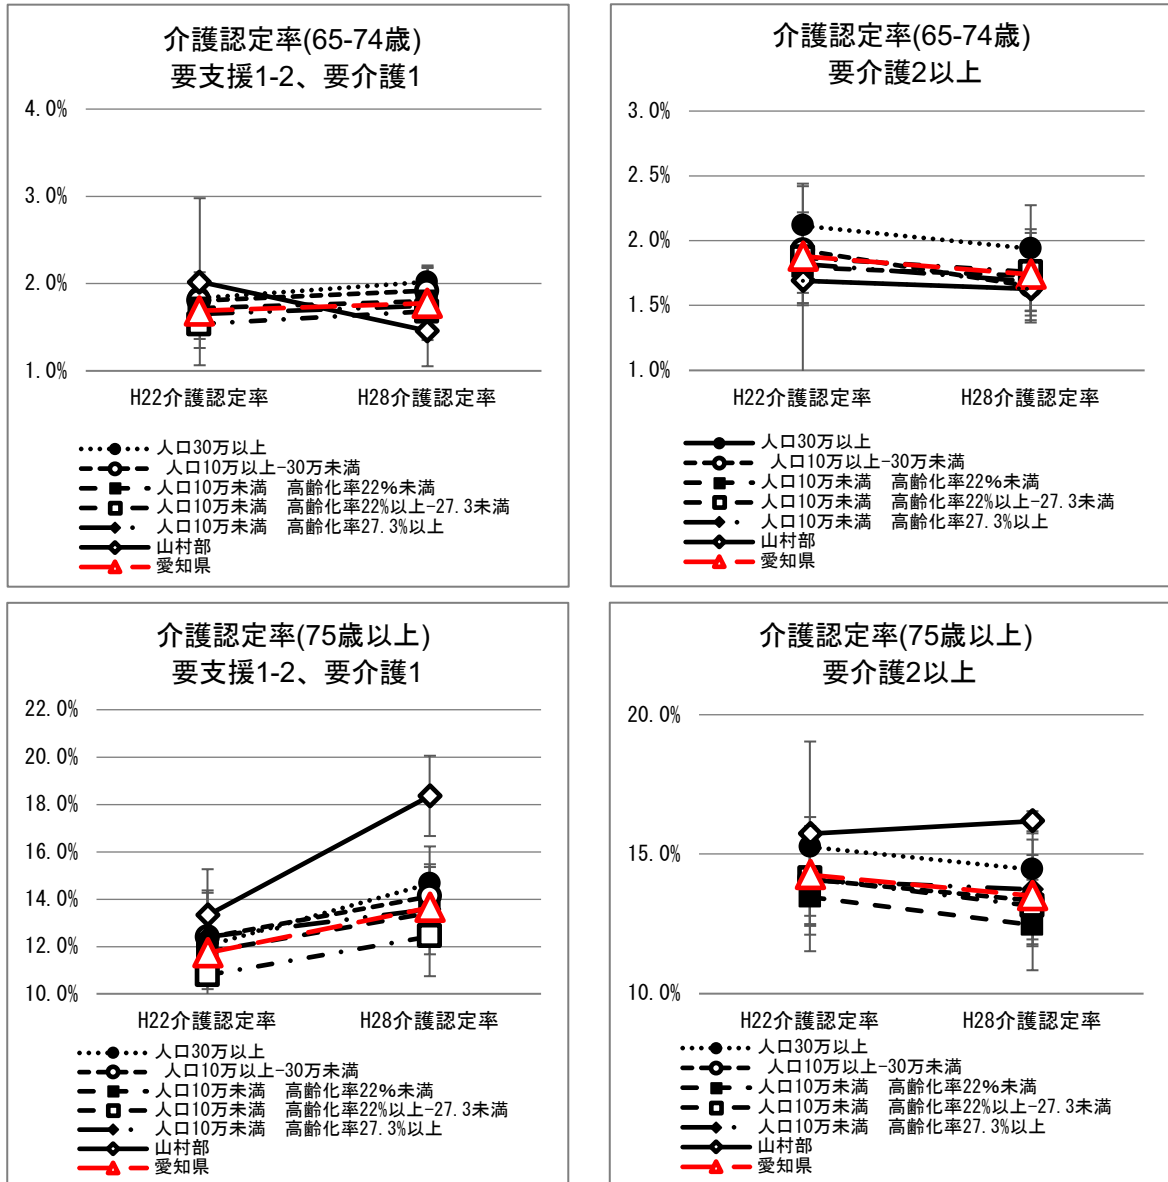 介護認定率(65-74歳)
要支援1-2、要介護1
4.0%
3.0%
2.0%
1.0%
H22介護認定率
H28介護認定率
人口30万以上
人口10万以上-30万未満
人口10万未満　高齢化率22%未満
人口10万未満　高齢化率22%以上-27.3未満
人口10万未満　高齢化率27.3%以上
山村部
愛知県
介護認定率(65-74歳)
要介護2以上
3.0%
2.5%
2.0%
1.5%
1.0%
H22介護認定率
H28介護認定率
人口30万以上
人口10万以上-30万未満
人口10万未満　高齢化率22%未満
人口10万未満　高齢化率22%以上-27.3未満
人口10万未満　高齢化率27.3%以上
山村部
愛知県
介護認定率(75歳以上)
要支援1-2、要介護1
22.0%
20.0%
18.0%
16.0%
14.0%
12.0%
10.0%
H22介護認定率
H28介護認定率
人口30万以上
人口10万以上-30万未満
人口10万未満　高齢化率22%未満
人口10万未満　高齢化率22%以上-27.3未満
人口10万未満　高齢化率27.3%以上
山村部
愛知県
介護認定率(75歳以上)
要介護2以上
20.0%
15.0%
10.0%
H22介護認定率
H28介護認定率
人口30万以上
人口10万以上-30万未満
人口10万未満　高齢化率22%未満
人口10万未満　高齢化率22%以上-27.3未満
人口10万未満　高齢化率27.3%以上
山村部
愛知県